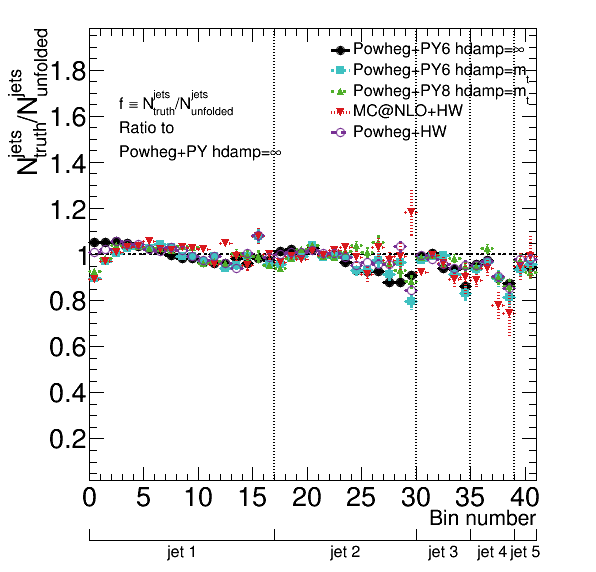 N^jets_truth/N^jets_unfolded
1.8
1.6
1.4
1.2
1
0.8
0.6
0.4
0.2
Powheg+PY6 hdamp=∞
Powheg+PY6 hdamp=m_t
Powheg+PY8 hdamp=m_t
MC@NLO+HW
Powheg+HW
f ≡ N^jets_truth/N^jets_unfolded
Ratio to
Powheg+PY hdamp=∞
0 5 10 15 20 25 30 35 40
Bin number
jet 1 jet 2 jet 3 jet 4 jet 5